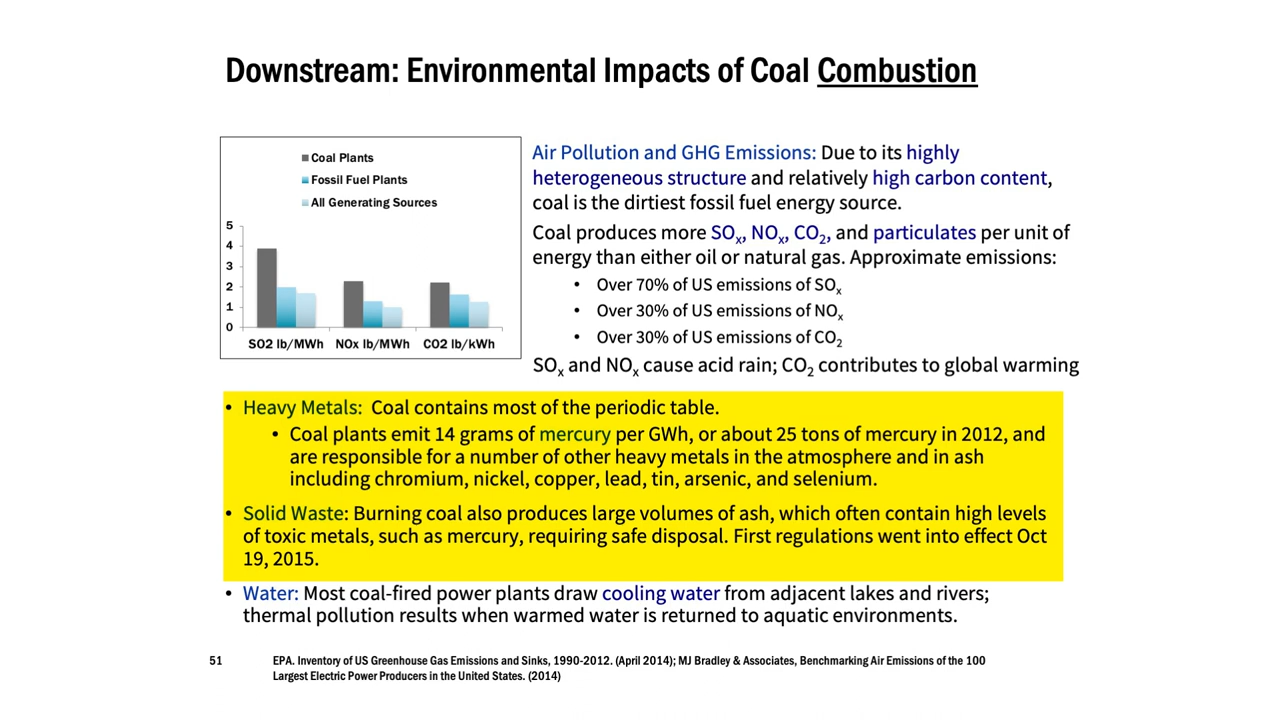 Downstream: Environmental Impacts of Coal Combustion
Coal Plants
Fossil Fuel Plants
All Generating Sources
5
4
3
2
1
0
SO2 lb/MWh NOx lb/MWh CO2 lb/kWh
Air Pollution and GHG Emissions: Due to its highly
heterogeneous structure and relatively high carbon content,
coal is the dirtiest fossil fuel energy source.
Coal produces more SOx, NOx, CO2, and particulates per unit of
energy than either oil or natural gas. Approximate emissions:
• Over 70% of US emissions of SOx
• Over 30% of US emissions of NOx
• Over 30% of US emissions of CO2
SOx and NOx cause acid rain; CO2 contributes to global warming
• Heavy Metals: Coal contains most of the periodic table.
• Coal plants emit 14 grams of mercury per GWh, or about 25 tons of mercury in 2012, and
are responsible for a number of other heavy metals in the atmosphere and in ash
including chromium, nickel, copper, lead, tin, arsenic, and selenium.
• Solid Waste: Burning coal also produces large volumes of ash, which often contain high levels
of toxic metals, such as mercury, requiring safe disposal. First regulations went into effect Oct
19, 2015.
• Water: Most coal-fired power plants draw cooling water from adjacent lakes and rivers;
thermal pollution results when warmed water is returned to aquatic environments.
51
EPA. Inventory of US Greenhouse Gas Emissions and Sinks, 1990-2012. (April 2014); MJ Bradley & Associates, Benchmarking Air Emissions of the 100
Largest Electric Power Producers in the United States. (2014)